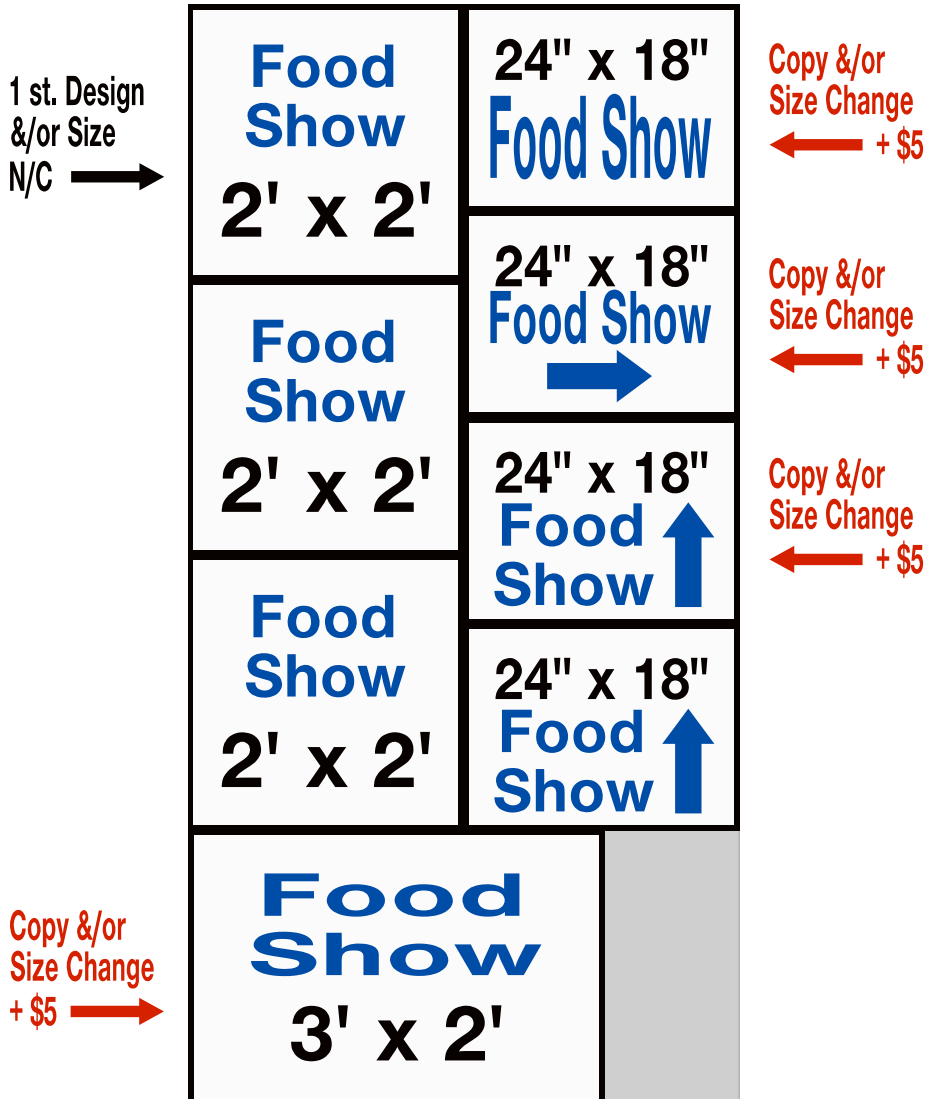 1 st. Design
&/or Size
N/C
Food
Show
2' x 2'
24" x 18"
Food Show
Copy &/or
Size Change
+ $5
24" x 18"
Food Show
Copy &/or
Size Change
+ $5
Food
Show
2' x 2'
24" x 18"
Food
Show
Copy &/or
Size Change
+ $5
Food
Show
2' x 2'
24" x 18"
Food
Show
Copy &/or
Size Change
+ $5
Food
Show
3' x 2'